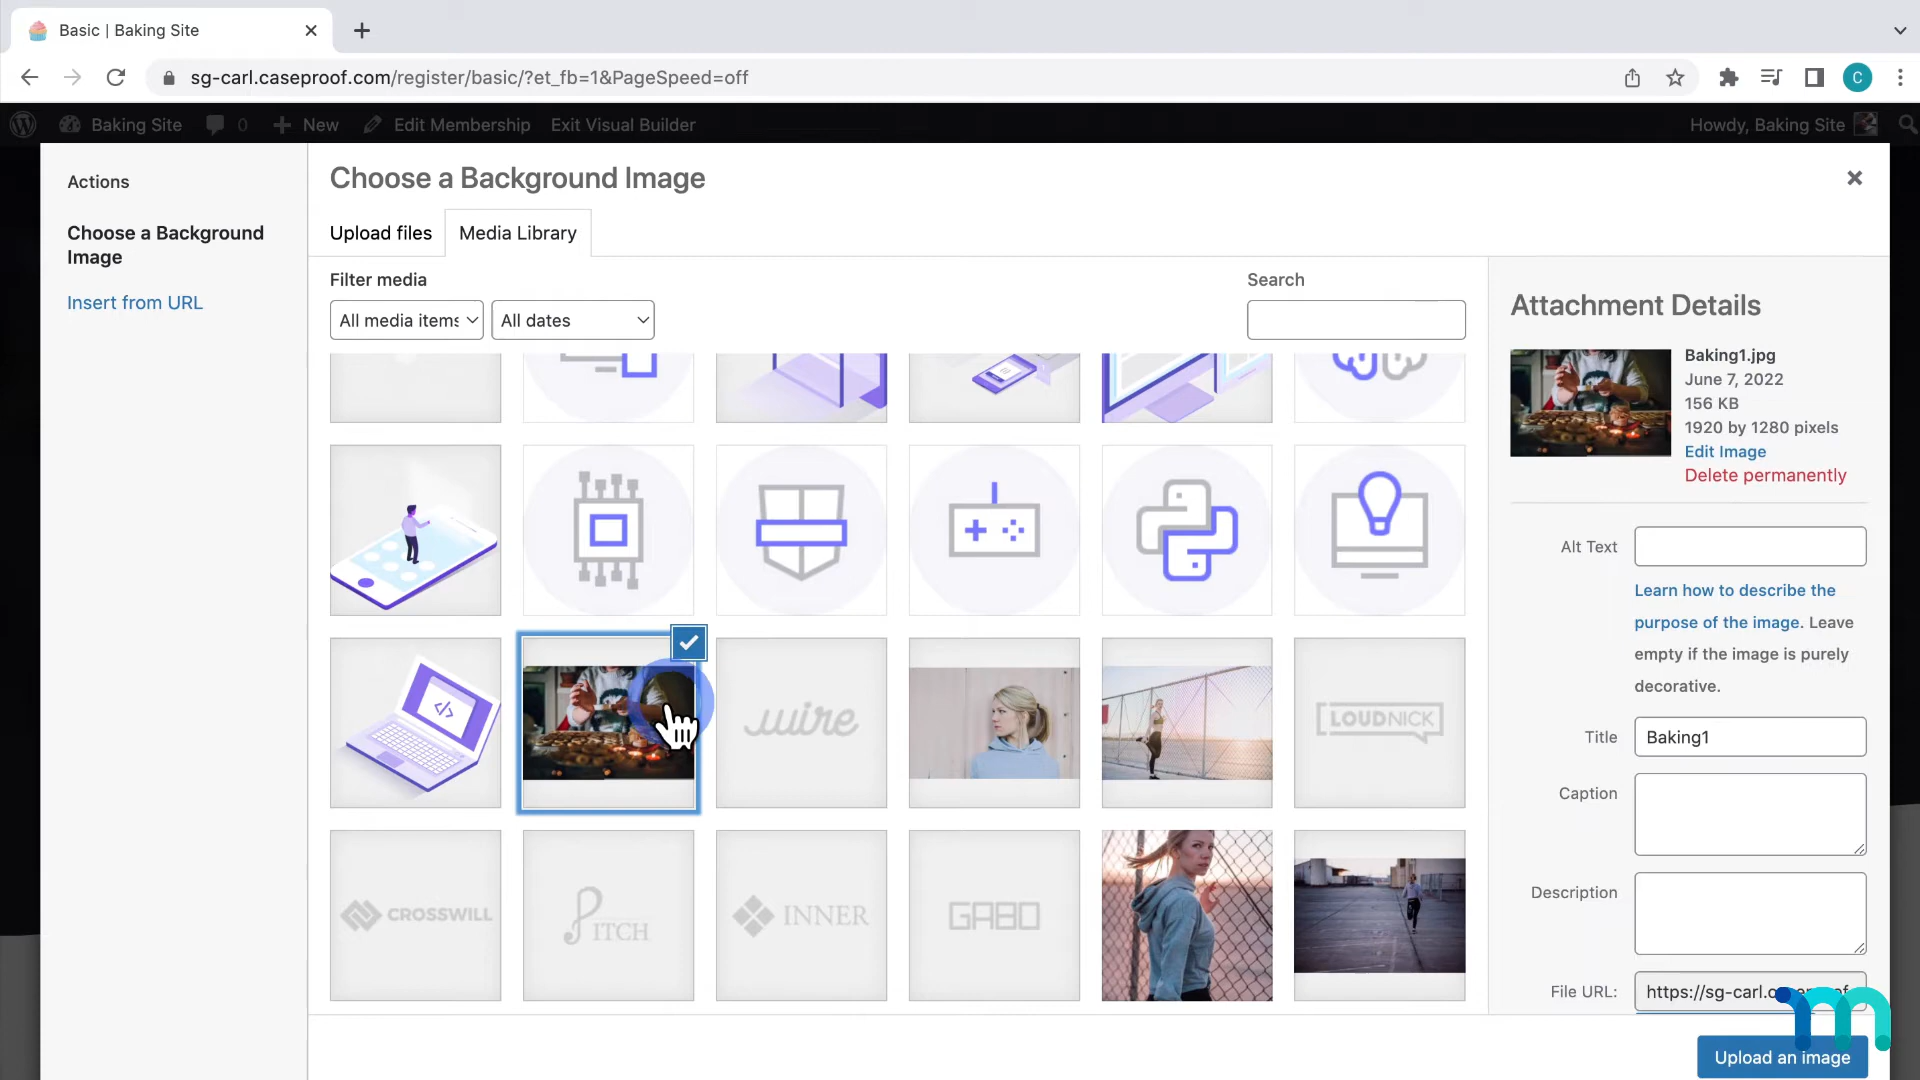 Basic | Baking Site
sg-carl.caseproof.com/register/basic/?et_fb=1&PageSpeed=off
C
Baking Site
0
New
Edit Membership
Exit Visual Builder
Howdy, Baking Site
Actions
Choose a Background
Image
Insert from URL
Choose a Background Image
Upload files
Media Library
Filter media
All media items
All dates
Search
wire
LOUDNICK
CROSSWILL
PITCH
INNER
GABO
Attachment Details
Baking1.jpg
June 7, 2022
156 KB
1920 by 1280 pixels
Edit Image
Delete permanently
Alt Text
Learn how to describe the
purpose of the image. Leave
empty if the image is purely
decorative.
Title
Baking1
Caption
Description
File URL:
https://sg-carl.
m
Upload an image